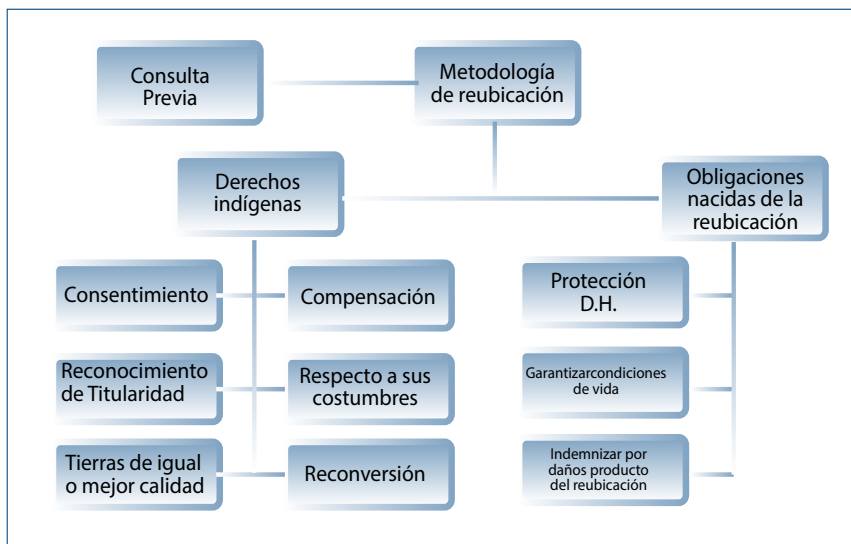 Consulta
Previa
Metodología
de reubicación
Derechos
indígenas
Obligaciones
nacidas de la
reubicación
Consentimiento
Compensación
Reconocimiento
de Titularidad
Respecto a sus
costumbres
Tierras de igual
o mejor calidad
Reconversión
Protección
D.H.
Garantizarcondiciones
de vida
Indemnizar por
daños producto
del reubicación